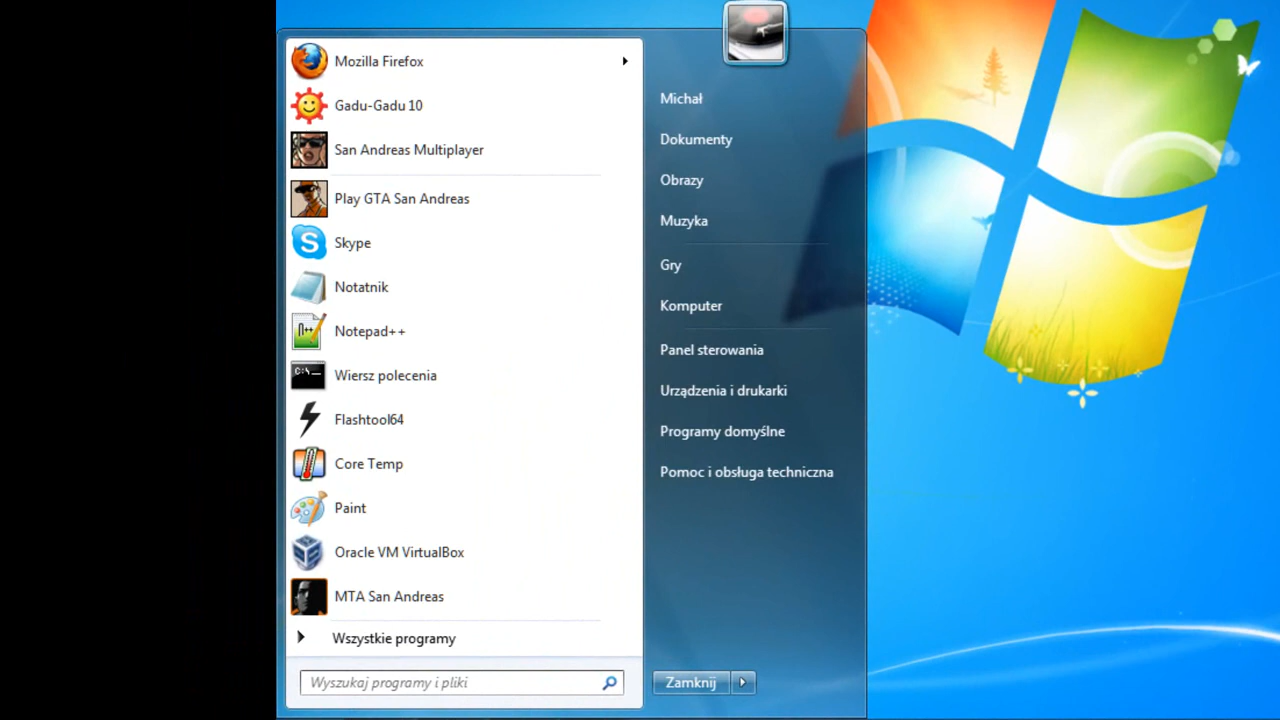 Mozilla Firefox
Gadu-Gadu 10
San Andreas Multiplayer
Play GTA San Andreas
Skype
Notatnik
Notepad++
Wiersz polecenia
Flashtool64
Core Temp
Paint
Oracle VM VirtualBox
MTA San Andreas
Wszystkie programy
Wyszukaj programy i pliki
Michał
Dokumenty
Obrazy
Muzyka
Gry
Komputer
Panel sterowania
Urządzenia i drukarki
Programy domyślne
Pomoc i obsługa techniczna
Zamknij